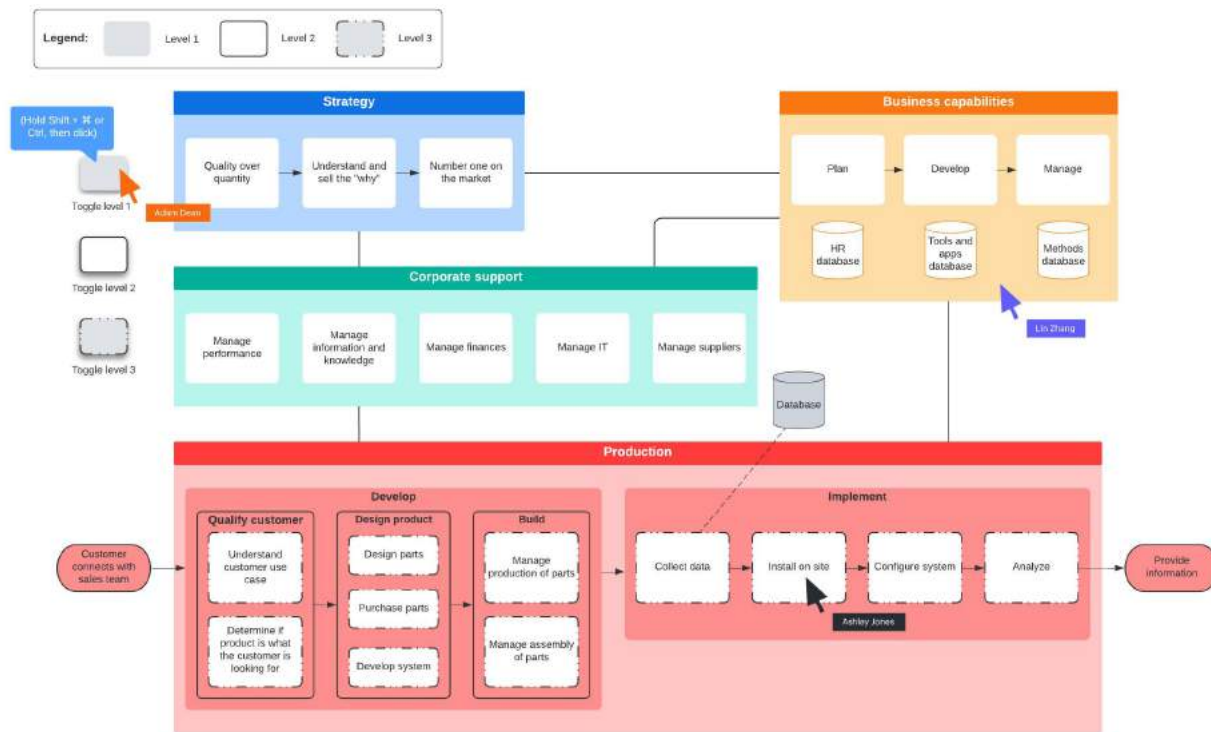 Legend:
Level 1
Level 2
Level 3
(Hold Shift + ⌘ or
Ctrl, then click)
Toggle level 1
Adam Dean
Toggle level 2
Toggle level 3
Strategy
Quality over
quantity
Understand and
sell the "why"
Number one on
the market
Business capabilities
Plan
Develop
Manage
HR
database
Tools and
apps
database
Methods
database
Lin Zhang
Corporate support
Manage
performance
Manage
information and
knowledge
Manage finances
Manage IT
Manage suppliers
Database
Production
Develop
Qualify customer
Understand
customer use
case
Determine if
product is what
the customer is
looking for
Design product
Design parts
Purchase parts
Develop system
Build
Manage
production of parts
Manage assembly
of parts
Implement
Collect data
Install on site
Configure system
Analyze
Ashley Jones
Customer
connects with
sales team
Provide
information